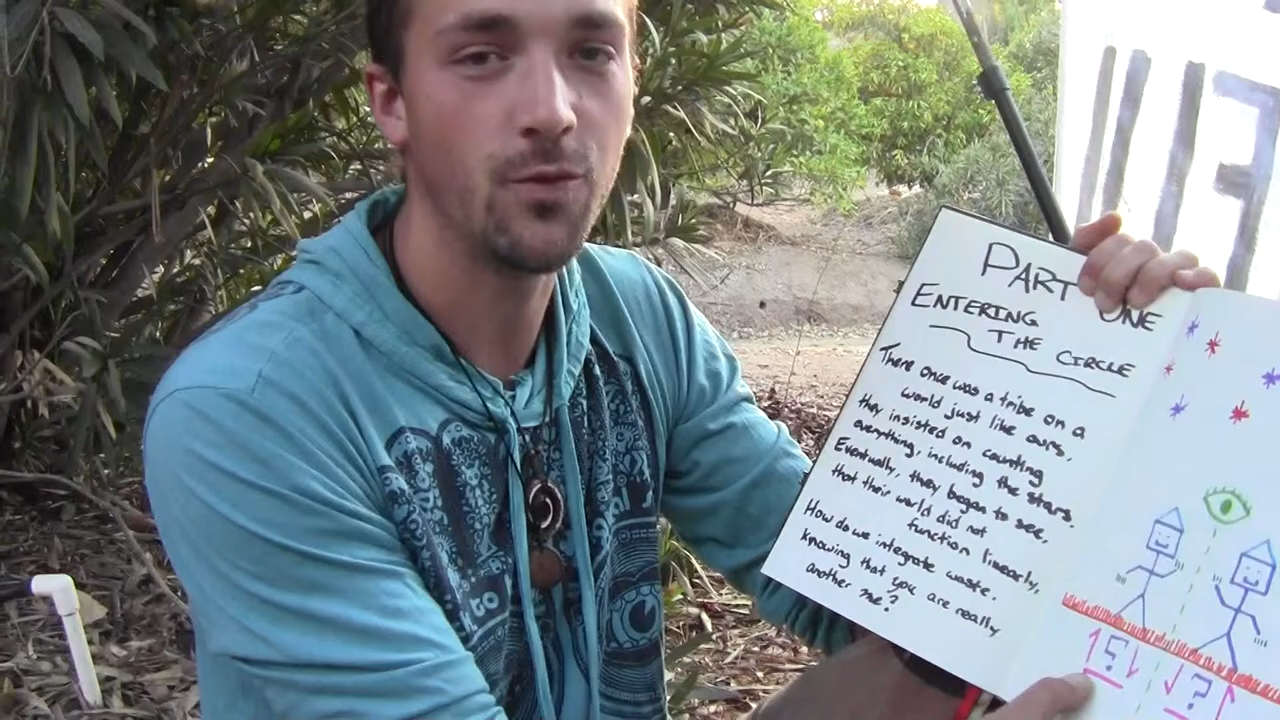 PART ONE
ENTERING
THE CIRCLE
There once was a tribe on a
world just like ours,
they insisted on counting
everything, including the stars.
Eventually, they began to see,
that their world did not
function linearly,
How do we integrate waste.
knowing that you are really
another me?
1 ? ↓
↓ ? ↑
to